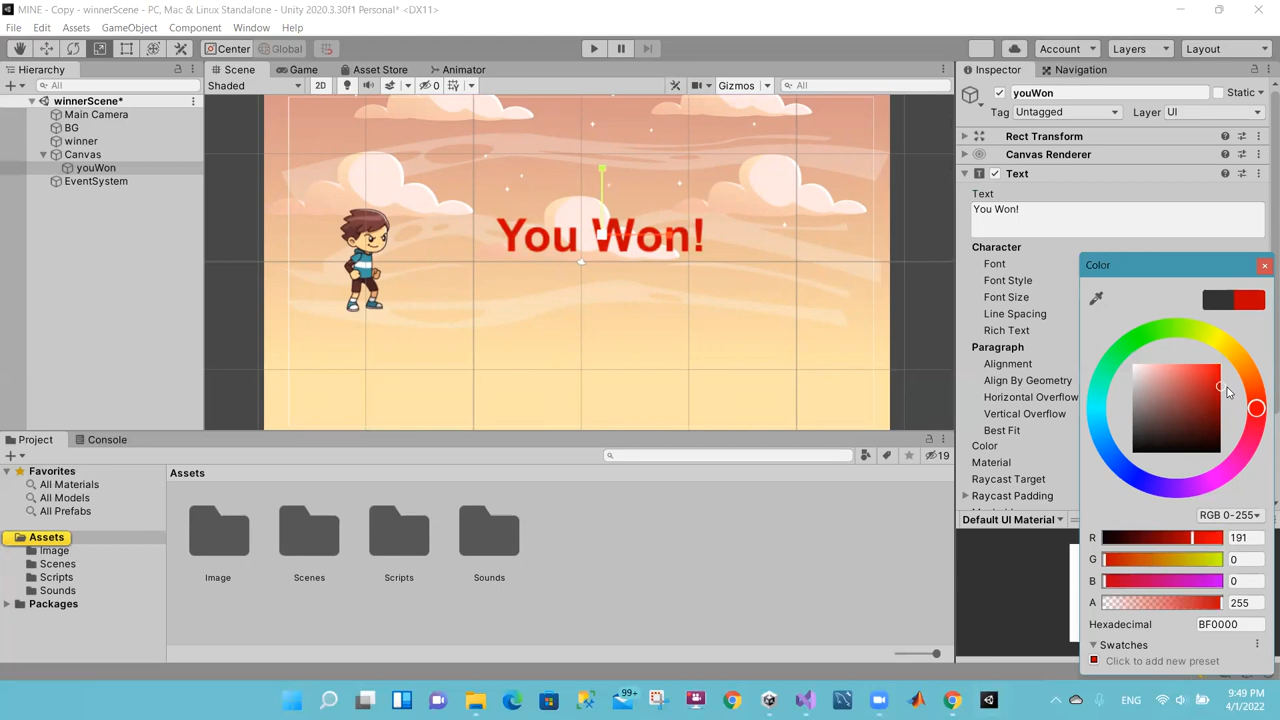 MINE - Copy - winnerScene - PC, Mac & Linux Standalone - Unity 2020.3.30f1 Personal* <DX11>
File Edit Assets GameObject Component Window Help
Center Global Account Layers Layout
Hierarchy
All
winnerScene*
Main Camera
BG
winner
Canvas
youWon
EventSystem
Scene Game Asset Store Animator
Shaded 2D 0 Gizmos All
You Won!
Inspector Navigation
youWon Static
Tag Untagged Layer UI
Rect Transform
Canvas Renderer
Text
Text
You Won!
Character
Font
Font Style
Font Size
Line Spacing
Rich Text
Paragraph
Alignment
Align By Geometry
Horizontal Overflow
Vertical Overflow
Best Fit
Color
Material
Raycast Target
Raycast Padding
Default UI Material
Color
RGB 0-255
R 191
G 0
B 0
A 255
Hexadecimal BF0000
Swatches
Click to add new preset
Project Console
19
Favorites
All Materials
All Models
All Prefabs
Assets
Image
Scenes
Scripts
Sounds
Packages
Assets
Image Scenes Scripts Sounds
99+
ENG
9:49 PM
4/1/2022